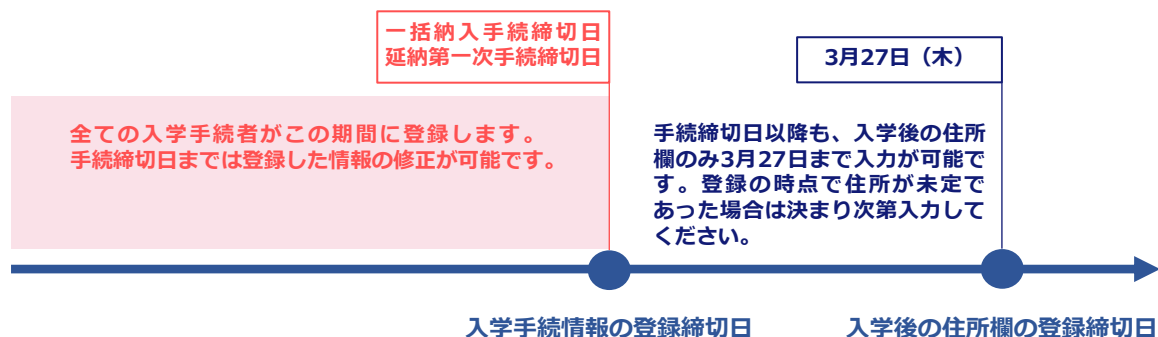 一括納入手続締切日
延納第一次手続締切日
3月27日（木）
全ての入学手続者がこの期間に登録します。
手続締切日までは登録した情報の修正が可能です。
手続締切日以降も、入学後の住所
欄のみ3月27日まで入力が可能で
す。登録の時点で住所が未定で
あった場合は決まり次第入力して
ください。
入学手続情報の登録締切日
入学後の住所欄の登録締切日